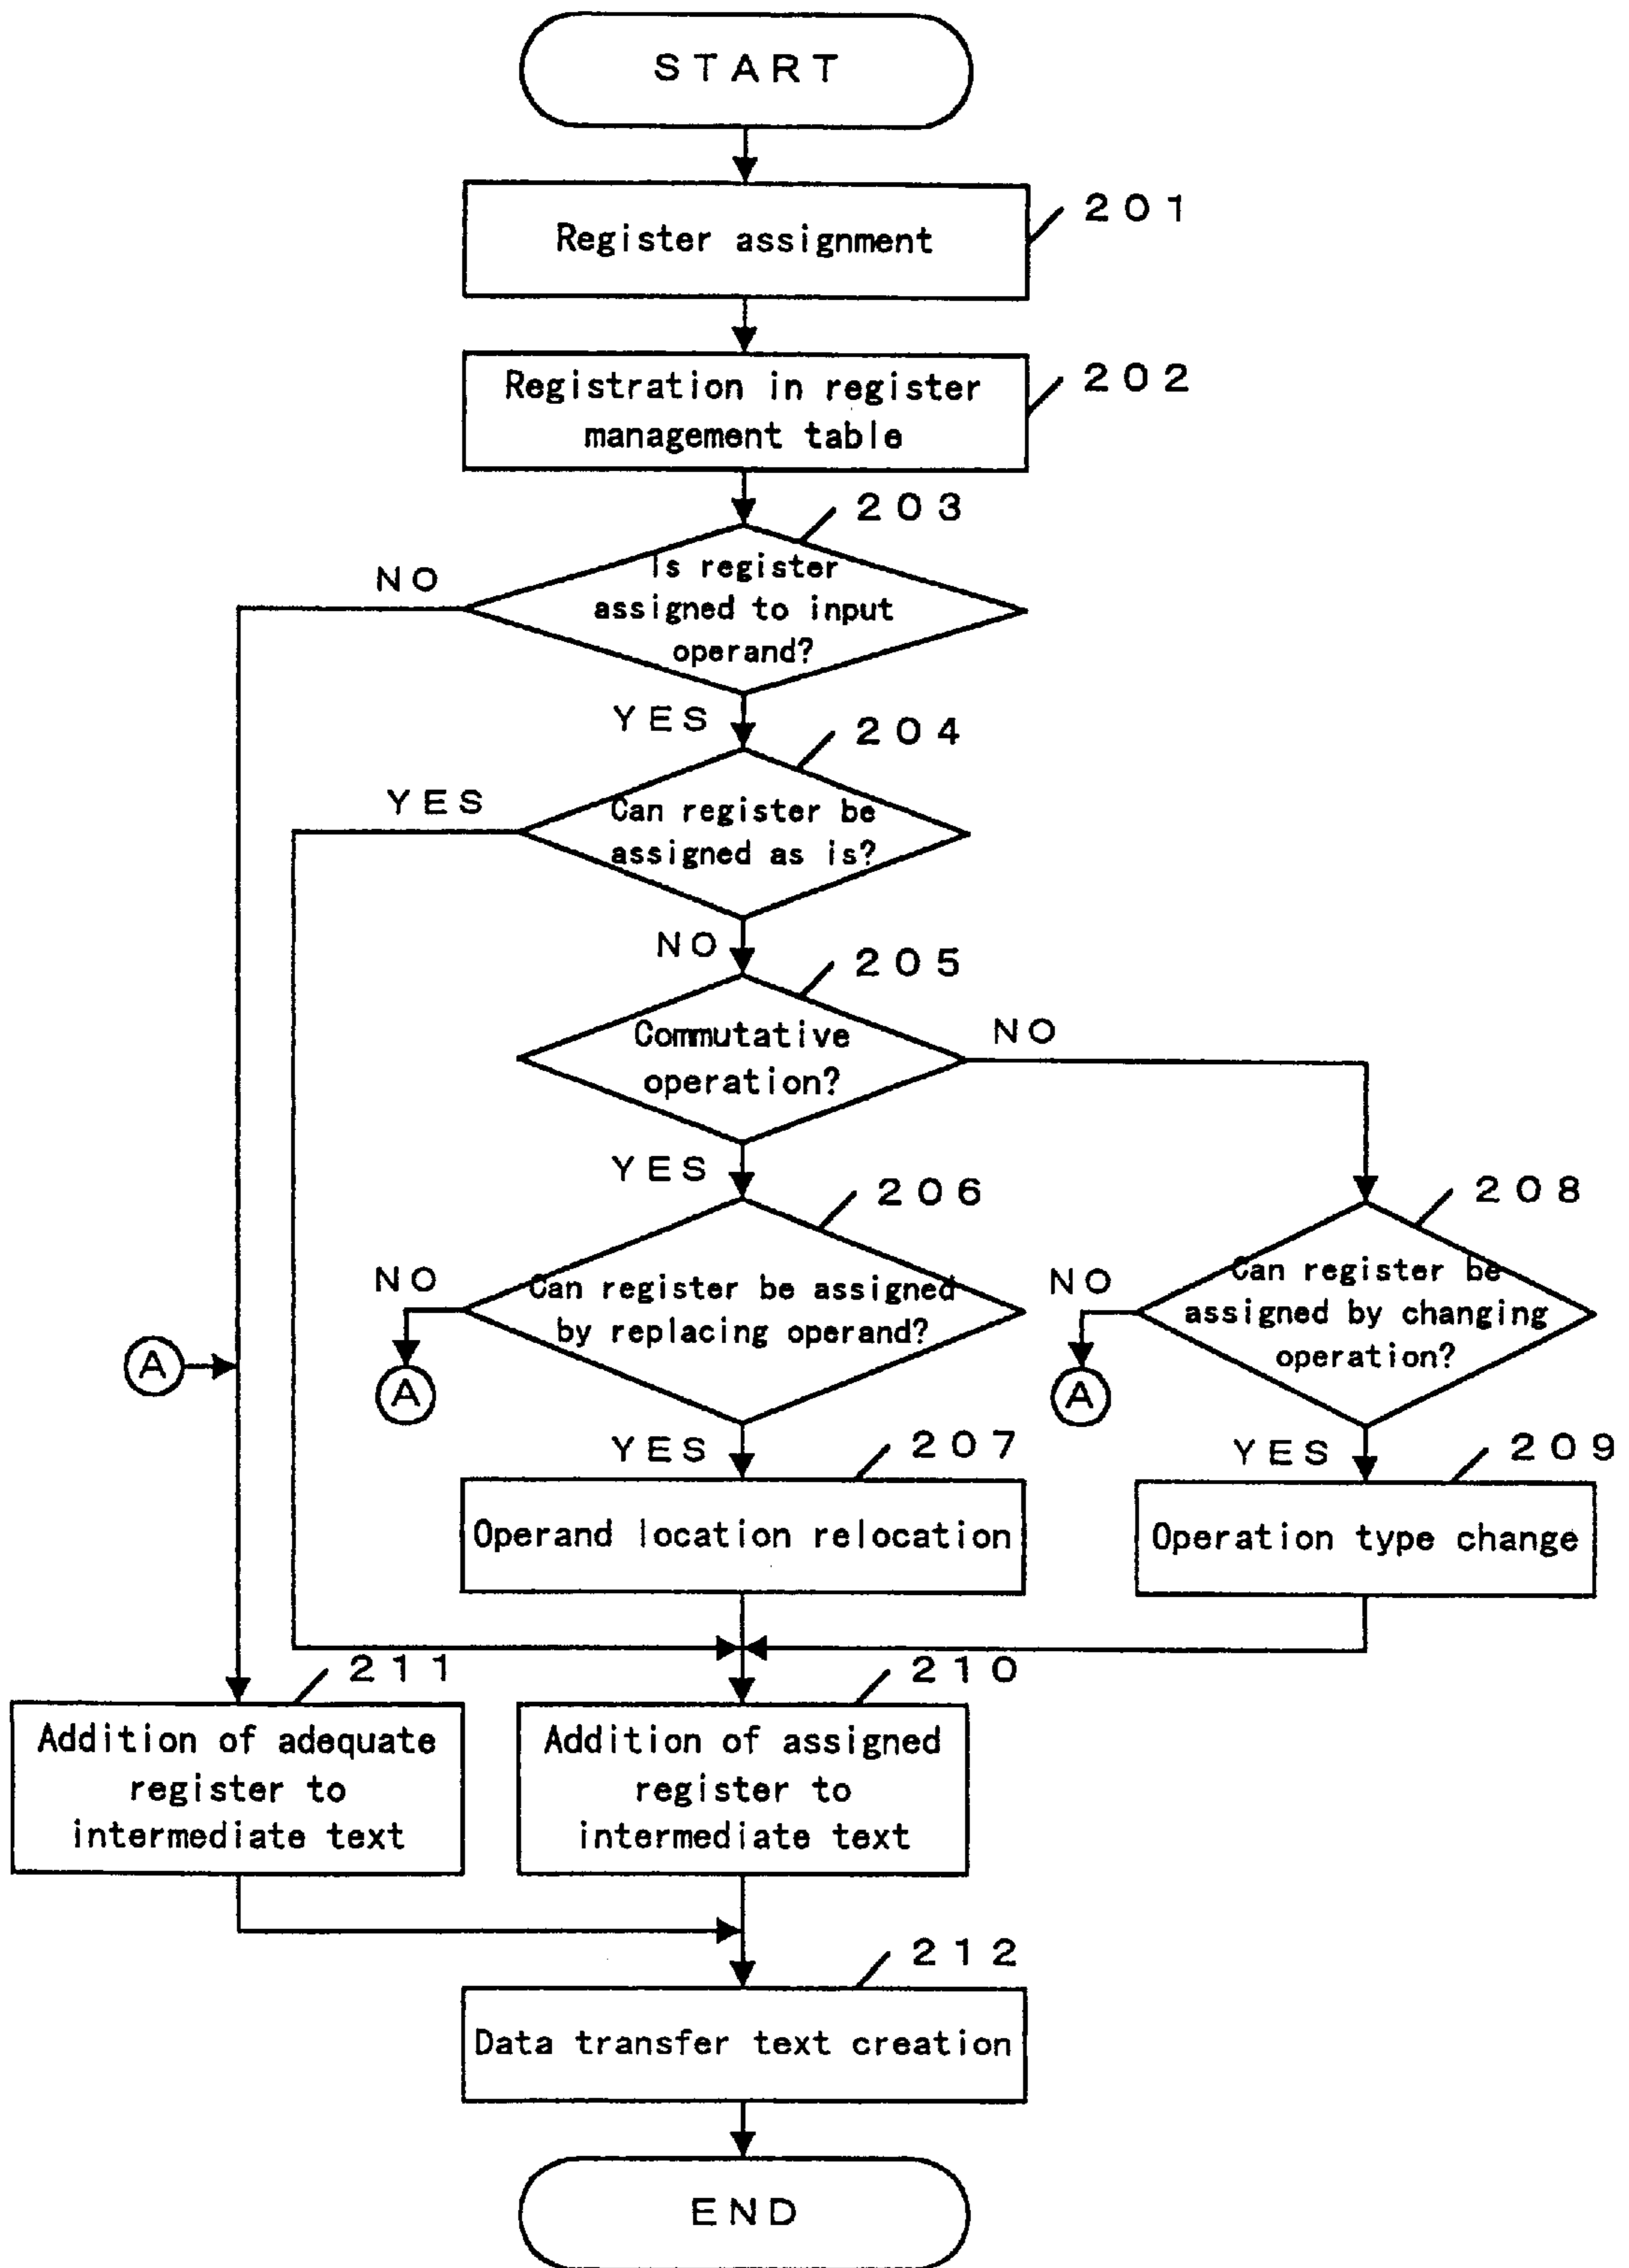 START
201
Register assignment
202
Registration in register
management table
203
NO
Is register
assigned to input
operand?
YES
204
YES
Can register be
assigned as is?
NO
205
NO
Commutative
operation?
YES
206
208
NO
Can register be assigned
by replacing operand?
NO
Can register be
assigned by changing
operation?
A
A
A
YES
207
YES
209
Operand location relocation
Operation type change
211
210
Addition of adequate
register to
intermediate text
Addition of assigned
register to
intermediate text
212
Data transfer text creation
END